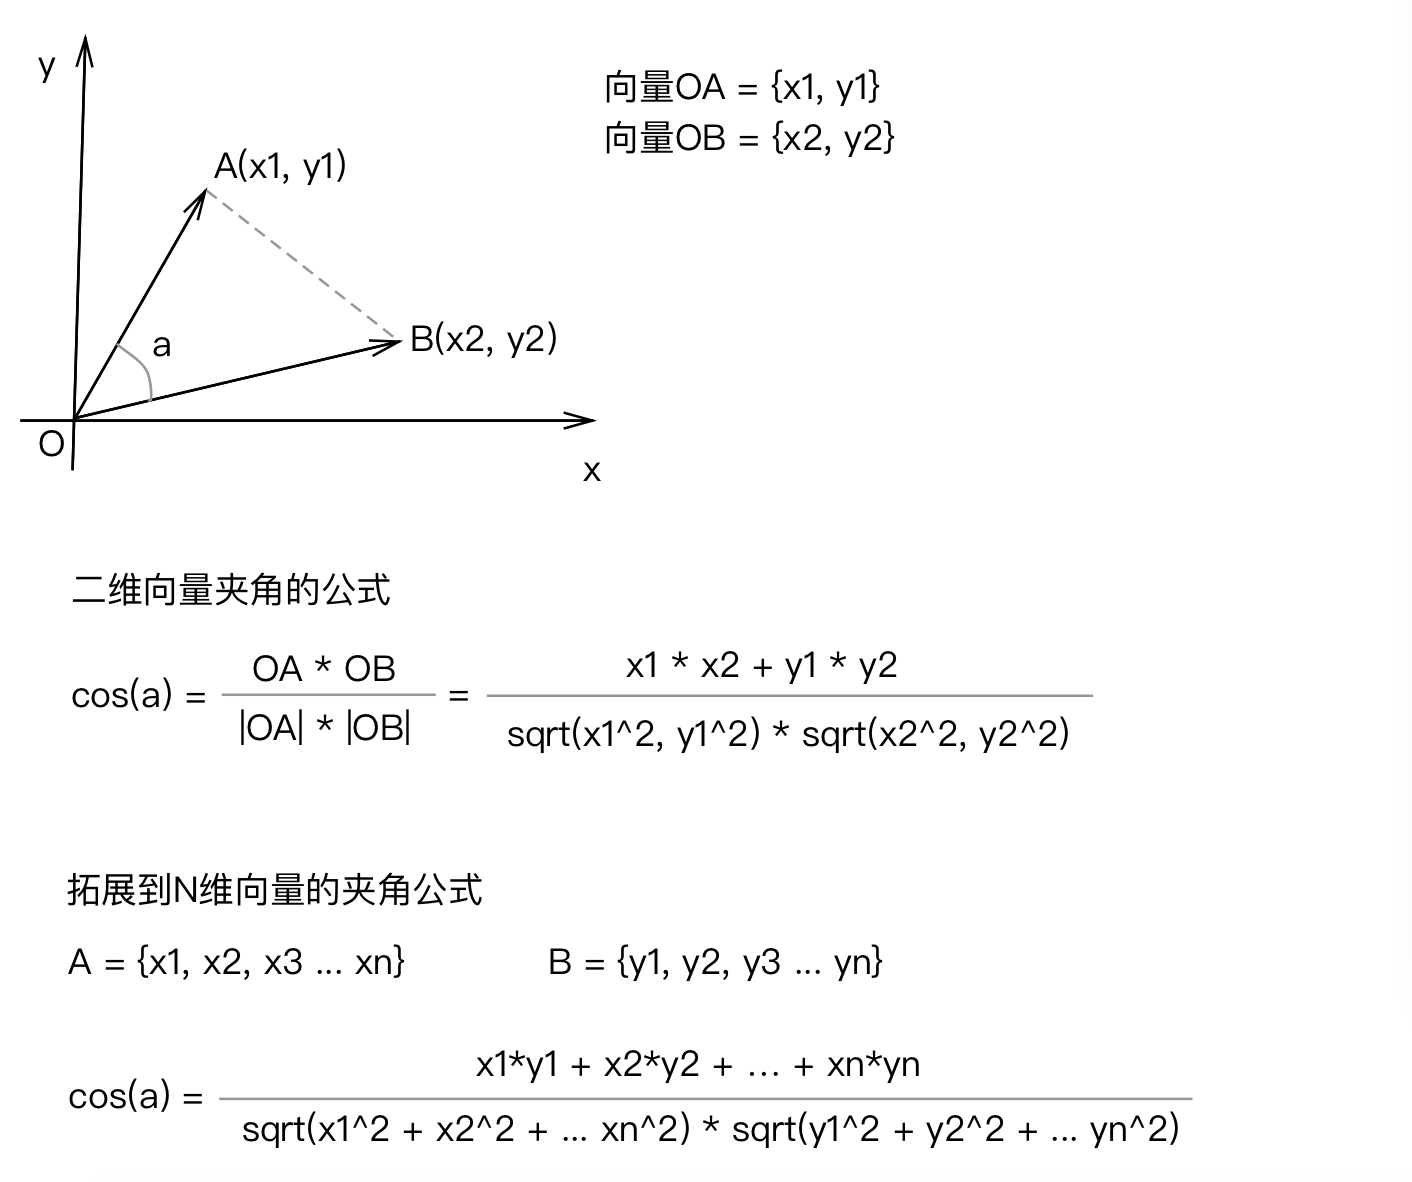 y
向量OA = {x1, y1}
向量OB = {x2, y2}
A(x1, y1)
a
B(x2, y2)
O
x
二维向量夹角的公式
cos(a) = OA * OB / |OA| * |OB| = x1 * x2 + y1 * y2 / sqrt(x1^2, y1^2) * sqrt(x2^2, y2^2)
拓展到N维向量的夹角公式
A = {x1, x2, x3 ... xn} B = {y1, y2, y3 ... yn}
cos(a) = x1*y1 + x2*y2 + ... + xn*yn / sqrt(x1^2 + x2^2 + ... xn^2) * sqrt(y1^2 + y2^2 + ... yn^2)